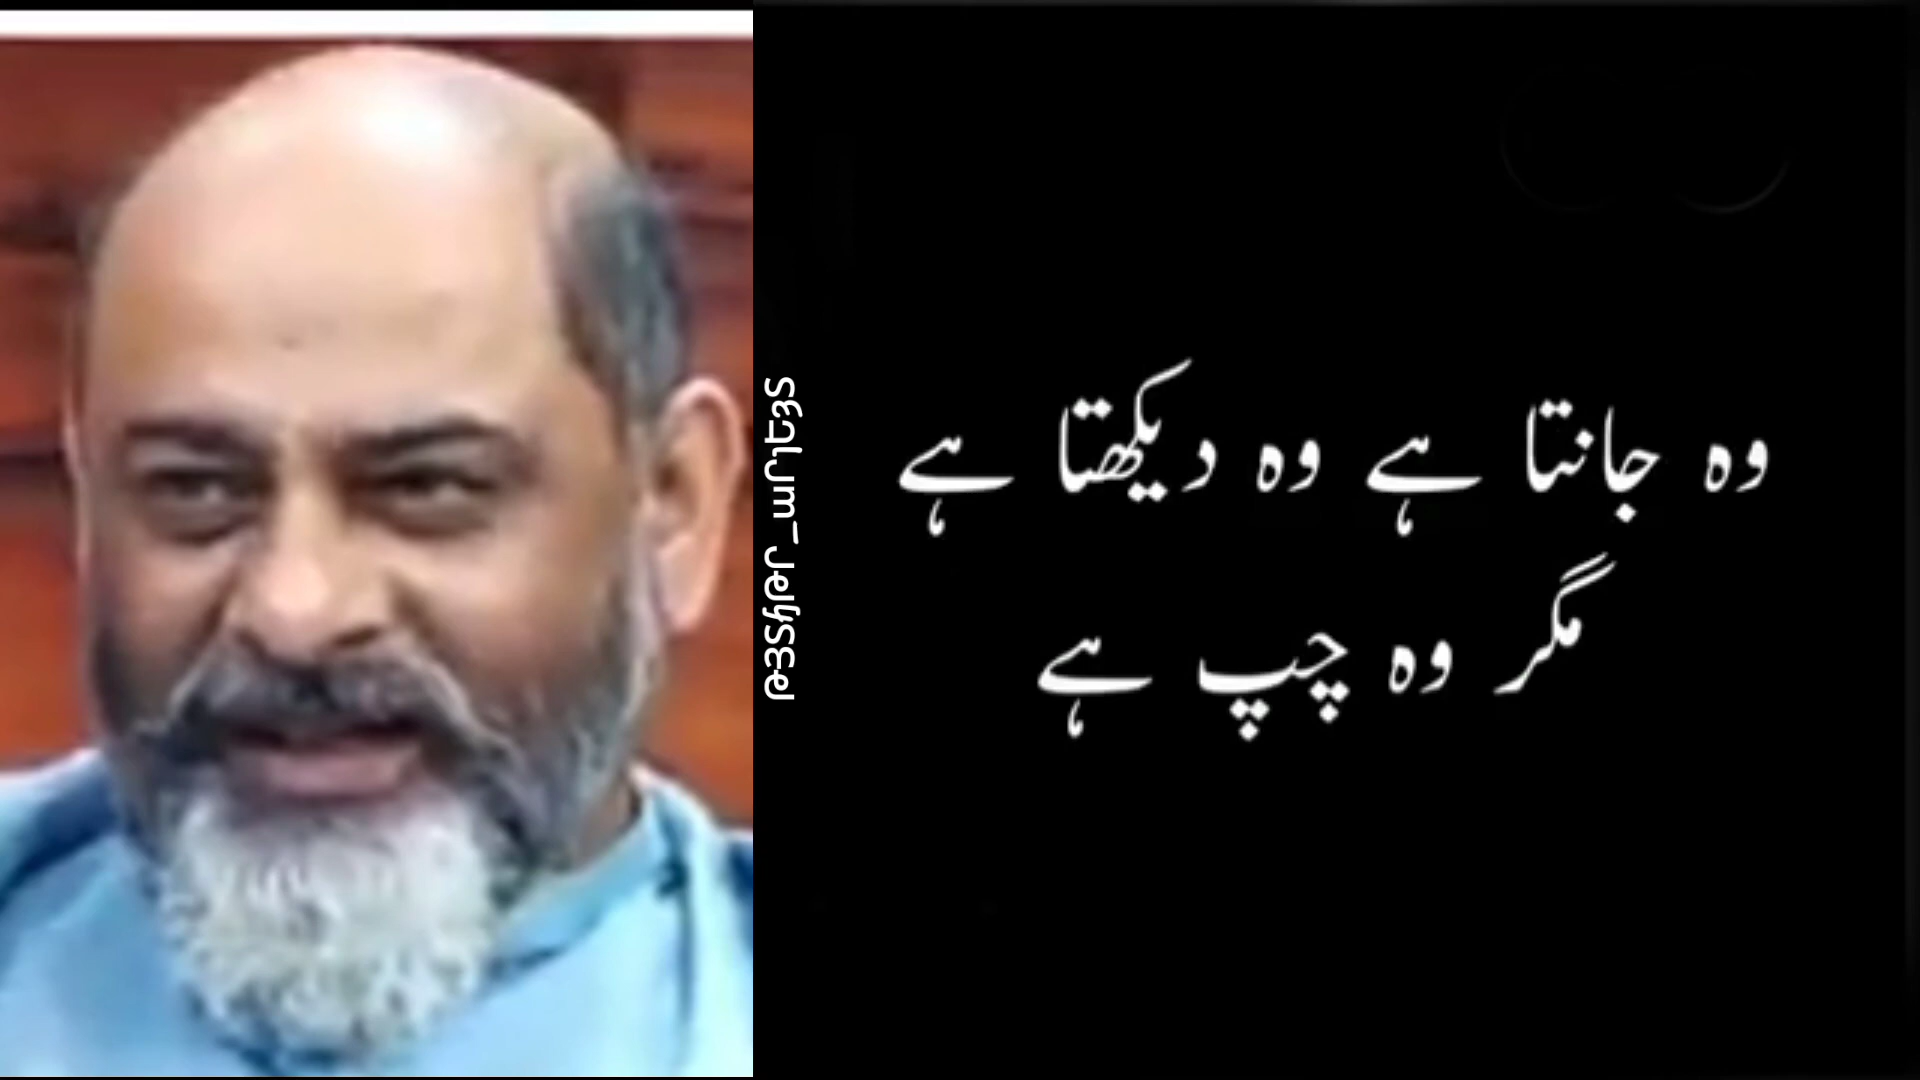 وہ جانتا ہے وہ دیکھتا ہے
مگر وہ چپ ہے